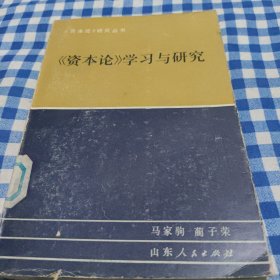 《资本论》研究丛书
《资本论》学习与研究
马家驹 蔺子荣
山东人民出版社